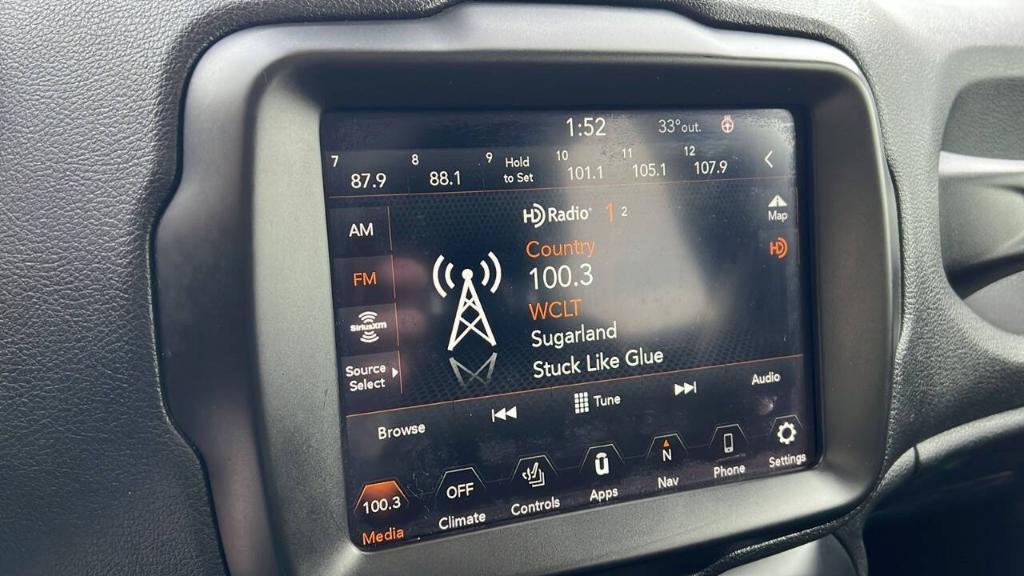 1:52 33°out.
7 8 9 10 11 12
87.9 88.1 Hold to Set 101.1 105.1 107.9
AM
FM
SiriusXM
Source
Select
HD Radio 1 2
Country
100.3
WCLT
Sugarland
Stuck Like Glue
Map
HD
Browse Tune Audio
100.3 OFF N
Media Climate Controls Apps Nav Phone Settings